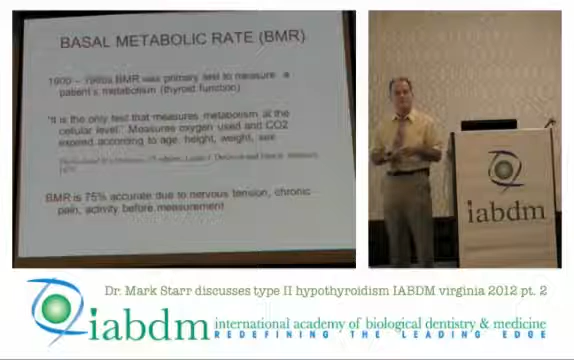 BASAL METABOLIC RATE (BMR)
1900 – 1960s BMR was primary test to measure a
patient's metabolism (thyroid function)
"It is the only test that measures metabolism at the
cellular level." Measures oxygen used and CO2
expired according to age, height, weight, sex
BMR is 75% accurate due to nervous tension, chronic
pain, activity before measurement
iabdm
Dr. Mark Starr discusses type II hypothyroidism IABDM virginia 2012 pt. 2
iabdm international academy of biological dentistry & medicine
REDEFINING THE LEADING EDGE